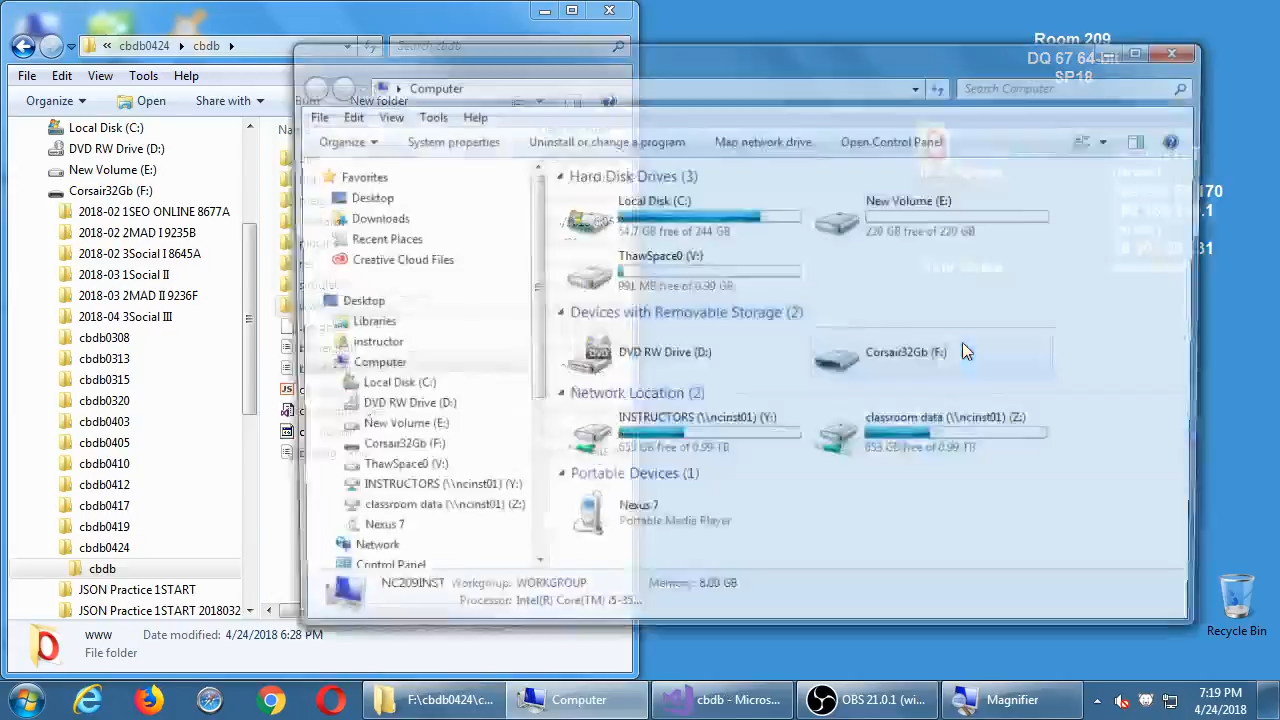 cbdb0424 cbdb
Search cbdb
File Edit View Tools Help
Organize Open Share with Burn New folder
Local Disk (C:)
DVD RW Drive (D:)
New Volume (E:)
Corsair32Gb (F:)
2018-02 1SEO ONLINE 8677A
2018-02 2MAD I 9235B
2018-02 3Social I 8645A
2018-03 1Social II
2018-03 2MAD II 9236F
2018-04 3Social III
cbdb0308
cbdb0313
cbdb0315
cbdb0320
cbdb0403
cbdb0405
cbdb0410
cbdb0412
cbdb0417
cbdb0419
cbdb0424
cbdb
JSON Practice 1START
JSON Practice 1START 2018032
www Date modified: 4/24/2018 6:28 PM
File folder
Room 209
DQ 67 64-bit
SP18
Computer
Search Computer
File Edit View Tools Help
Organize System properties Uninstall or change a program Map network drive Open Control Panel
Favorites
Desktop
Downloads
Recent Places
Creative Cloud Files
Desktop
Libraries
instructor
Computer
Local Disk (C:)
DVD RW Drive (D:)
New Volume (E:)
Corsair32Gb (F:)
ThawSpace0 (V:)
INSTRUCTORS (\\ncinst01) (Y:)
classroom data (\\ncinst01) (Z:)
Nexus 7
Network
Control Panel
Hard Disk Drives (3)
Local Disk (C:)
54.7 GB free of 244 GB
New Volume (E:)
220 GB free of 220 GB
ThawSpace0 (V:)
991 MB free of 0.99 GB
Devices with Removable Storage (2)
DVD RW Drive (D:)
Corsair32Gb (F:)
Network Location (2)
INSTRUCTORS (\\ncinst01) (Y:)
653 GB free of 0.99 TB
classroom data (\\ncinst01) (Z:)
653 GB free of 0.99 TB
Portable Devices (1)
Nexus 7
Portable Media Player
NC209INST Workgroup: WORKGROUP Memory: 8.00 GB
Processor: Intel(R) Core(TM) i5-35...
Recycle Bin
F:\cbdb0424\c...
Computer
cbdb - Micros...
OBS 21.0.1 (wi...
Magnifier
7:19 PM
4/24/2018